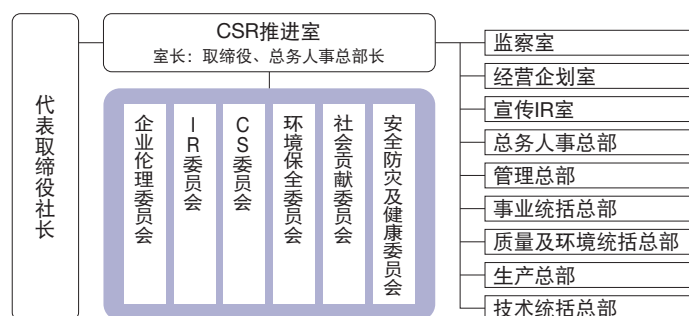 CSR推进室
室长：取缔役、总务人事总部长
代表取缔役社长
企业伦理委员会
IR委员会
CS委员会
环境保全委员会
社会贡献委员会
安全防灾及健康委员会
监察室
经营企划室
宣传IR室
总务人事总部
管理总部
事业统括总部
质量及环境统括总部
生产总部
技术统括总部